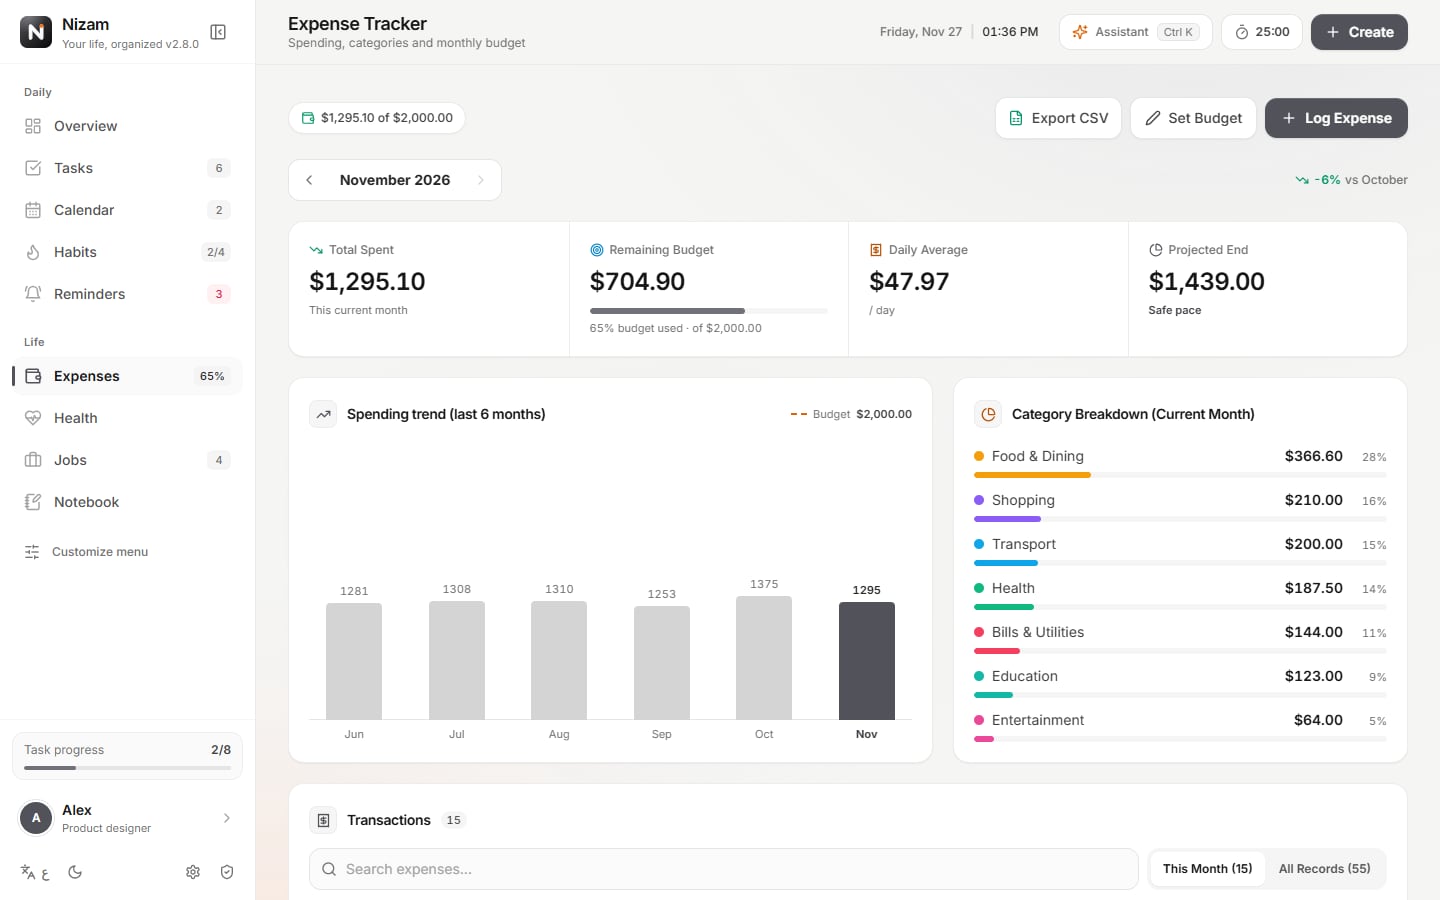 Nizam
Your life, organized v2.8.0
Daily
Overview
Tasks 6
Calendar 2
Habits 2/4
Reminders 3
Life
Expenses 65%
Health
Jobs 4
Notebook
Customize menu
Task progress 2/8
A
Alex
Product designer
ع
Expense Tracker
Spending, categories and monthly budget
Friday, Nov 27 01:36 PM
Assistant Ctrl K
25:00
Create
$1,295.10 of $2,000.00
Export CSV
Set Budget
Log Expense
November 2026
-6% vs October
Total Spent
$1,295.10
This current month
Remaining Budget
$704.90
65% budget used · of $2,000.00
Daily Average
$47.97
/ day
Projected End
$1,439.00
Safe pace
Spending trend (last 6 months)
Budget $2,000.00
1281 1308 1310 1253 1375 1295
Jun Jul Aug Sep Oct Nov
Category Breakdown (Current Month)
Food & Dining $366.60 28%
Shopping $210.00 16%
Transport $200.00 15%
Health $187.50 14%
Bills & Utilities $144.00 11%
Education $123.00 9%
Entertainment $64.00 5%
Transactions 15
Search expenses...
This Month (15)
All Records (55)